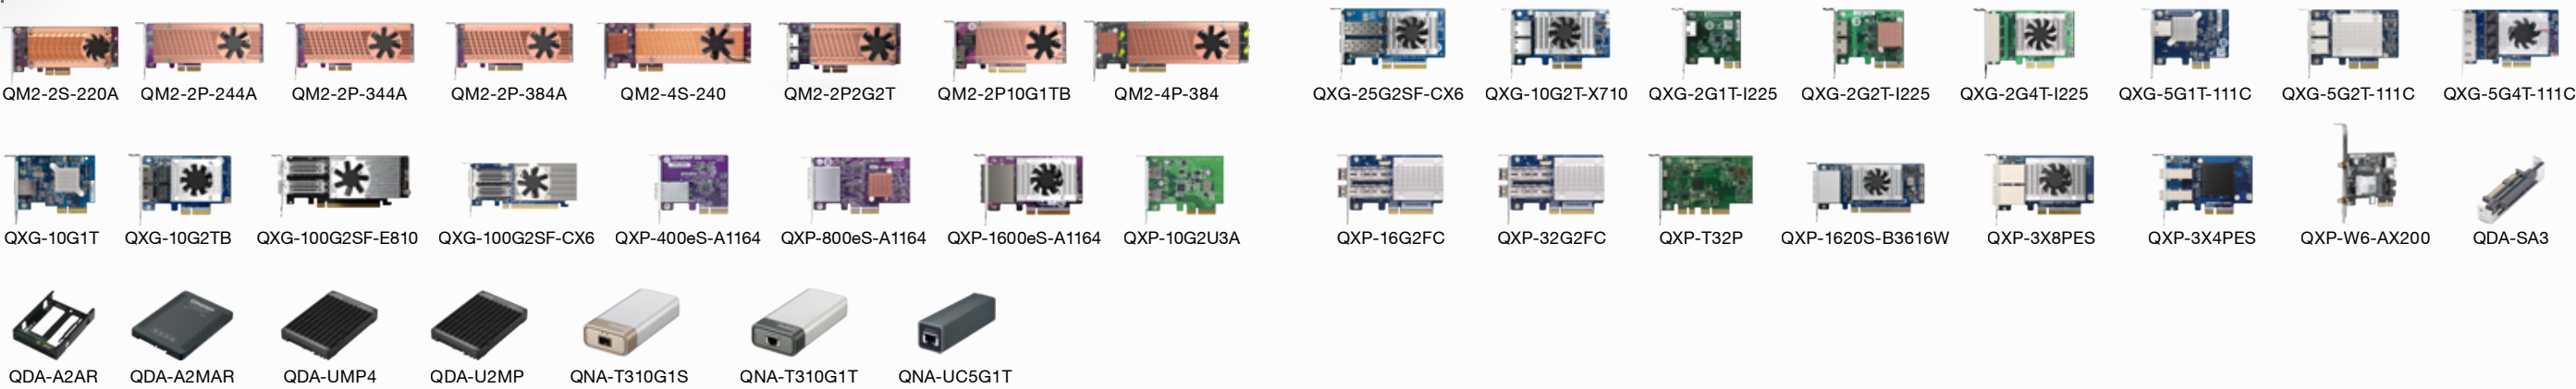 QM2-2S-220A QM2-2P-244A QM2-2P-344A QM2-2P-384A QM2-4S-240 QM2-2P2G2T QM2-2P10G1TB QM2-4P-384 QXG-25G2SF-CX6 QXG-10G2T-X710 QXG-2G1T-I225 QXG-2G2T-I225 QXG-2G4T-I225 QXG-5G1T-111C QXG-5G2T-111C QXG-5G4T-111C
QXG-10G1T QXG-10G2TB QXG-100G2SF-E810 QXG-100G2SF-CX6 QXP-400eS-A1164 QXP-800eS-A1164 QXP-1600eS-A1164 QXP-10G2U3A QXP-16G2FC QXP-32G2FC QXP-T32P QXP-1620S-B3616W QXP-3X8PES QXP-3X4PES QXP-W6-AX200 QDA-SA3
QDA-A2AR QDA-A2MAR QDA-UMP4 QDA-U2MP QNA-T310G1S QNA-T310G1T QNA-UC5G1T